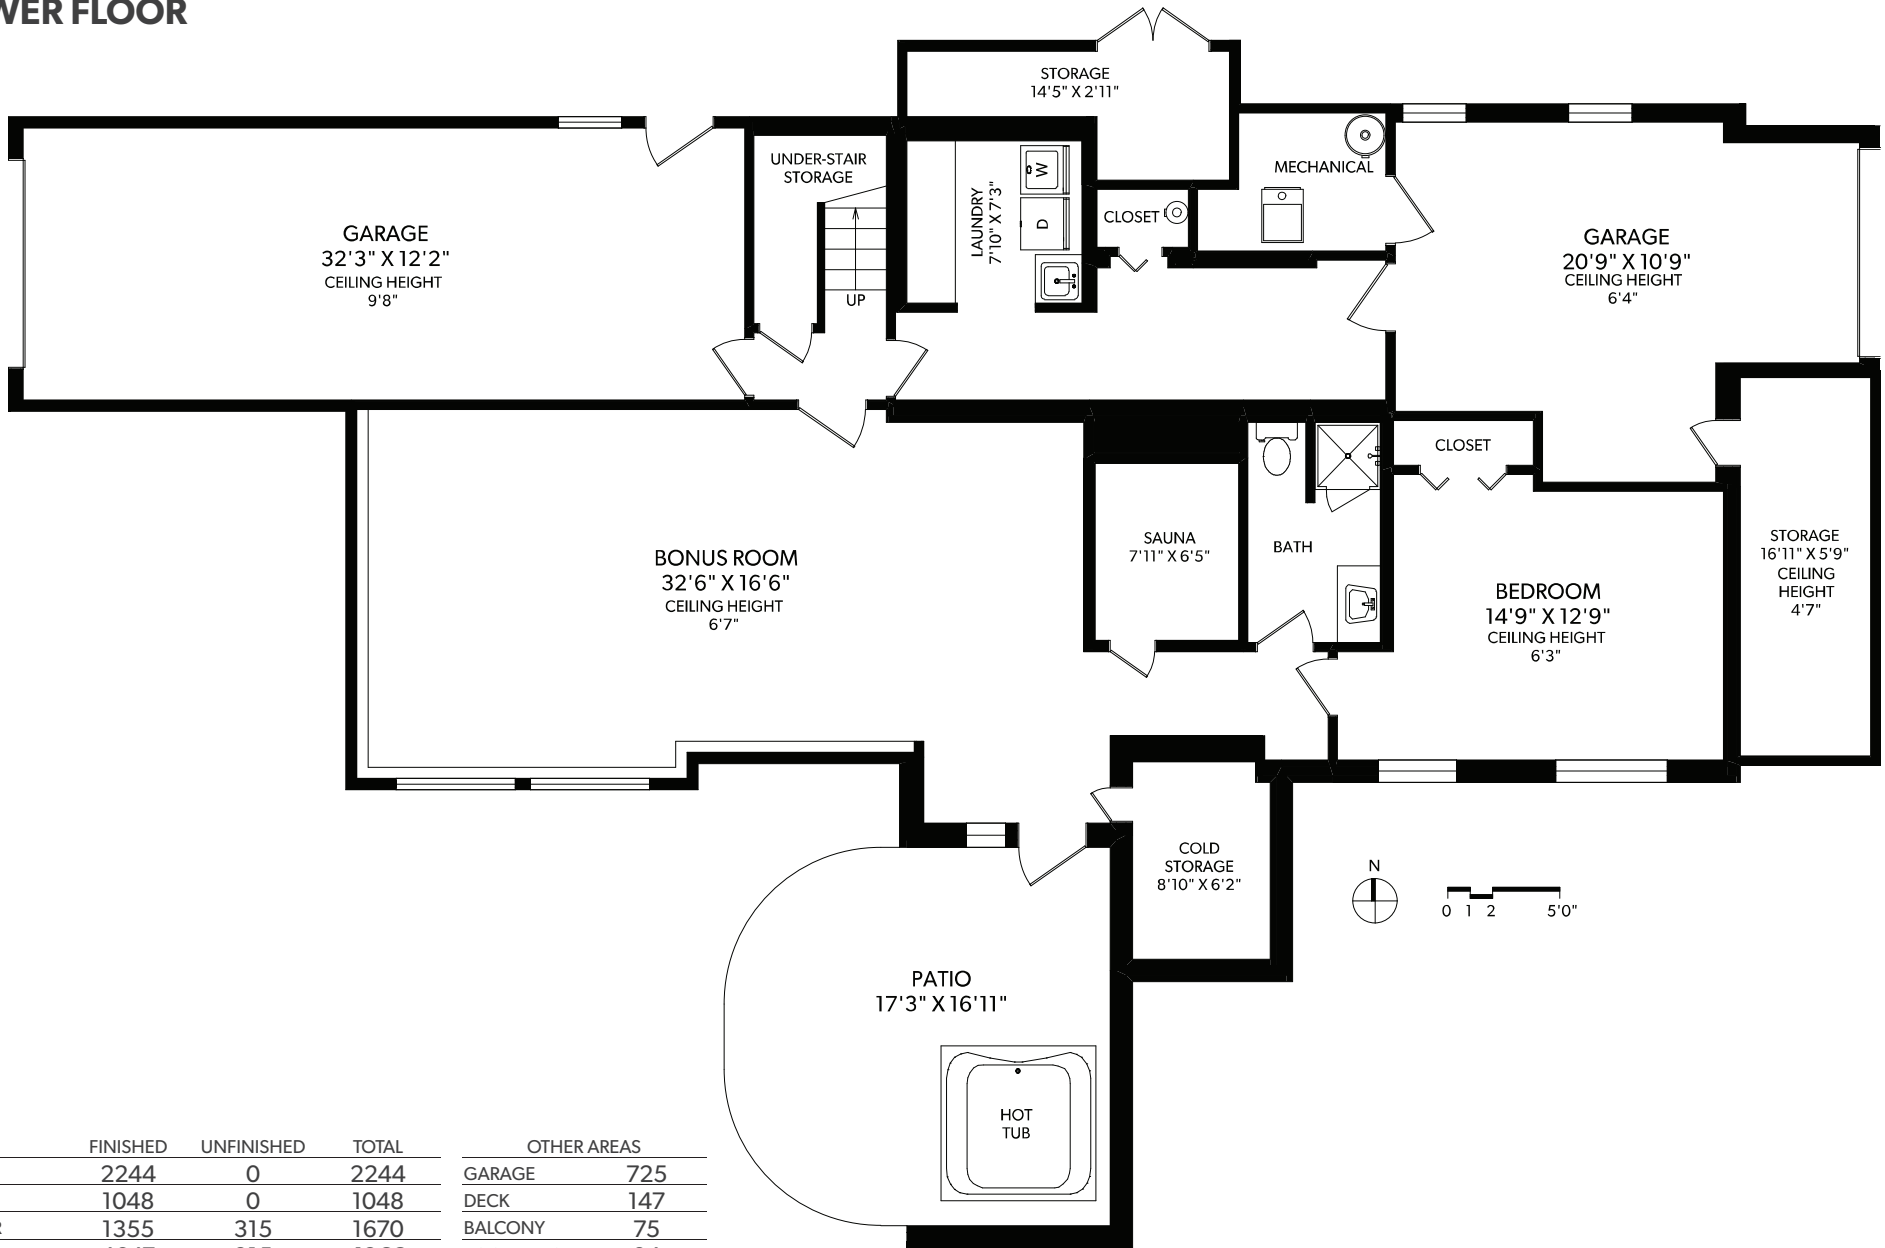 WER FLOOR
STORAGE
14'5" X 2'11"
UNDER-STAIR
STORAGE
UP
LAUNDRY
7'10" X 7'3"
W
D
CLOSET
MECHANICAL
GARAGE
32'3" X 12'2"
CEILING HEIGHT
9'8"
GARAGE
20'9" X 10'9"
CEILING HEIGHT
6'4"
CLOSET
BONUS ROOM
32'6" X 16'6"
CEILING HEIGHT
6'7"
SAUNA
7'11" X 6'5"
BATH
BEDROOM
14'9" X 12'9"
CEILING HEIGHT
6'3"
STORAGE
16'11" X 5'9"
CEILING
HEIGHT
4'7"
COLD
STORAGE
8'10" X 6'2"
N
0 1 2 5'0"
PATIO
17'3" X 16'11"
HOT
TUB
FINISHED UNFINISHED TOTAL
2244 0 2244
1048 0 1048
R 1355 315 1670
OTHER AREAS
GARAGE 725
DECK 147
BALCONY 75